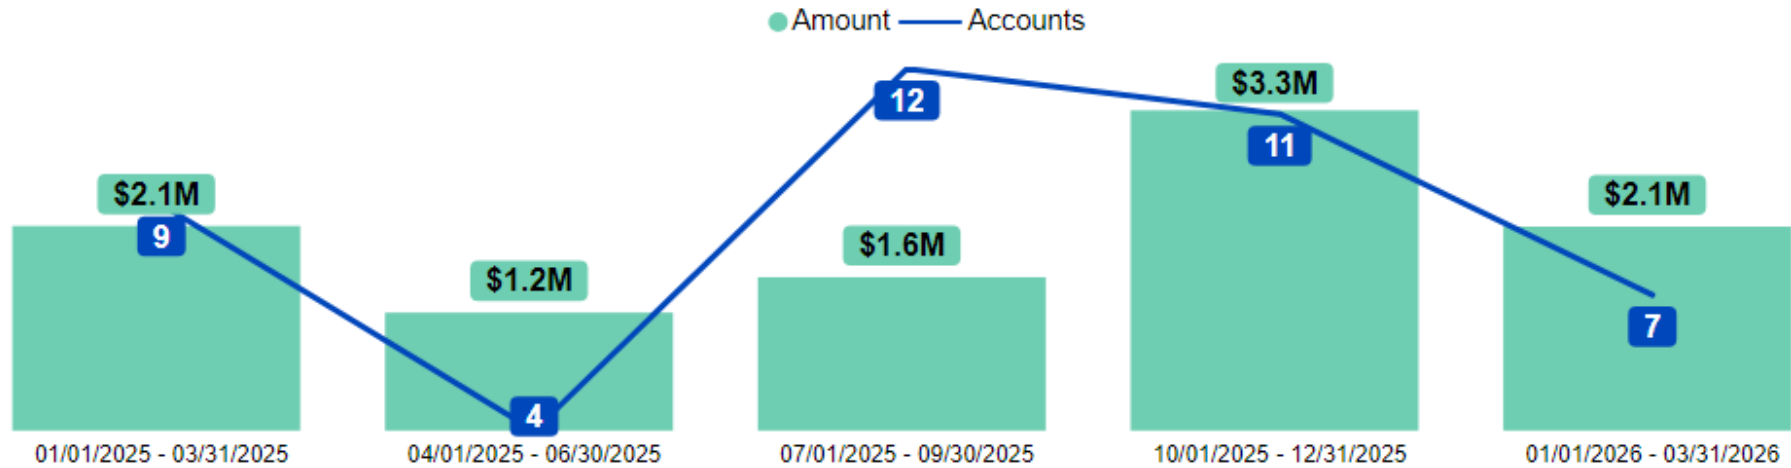 Amount Accounts
$2.1M
9
$1.2M
4
$1.6M
12
$3.3M
11
$2.1M
7
01/01/2025 - 03/31/2025
04/01/2025 - 06/30/2025
07/01/2025 - 09/30/2025
10/01/2025 - 12/31/2025
01/01/2026 - 03/31/2026